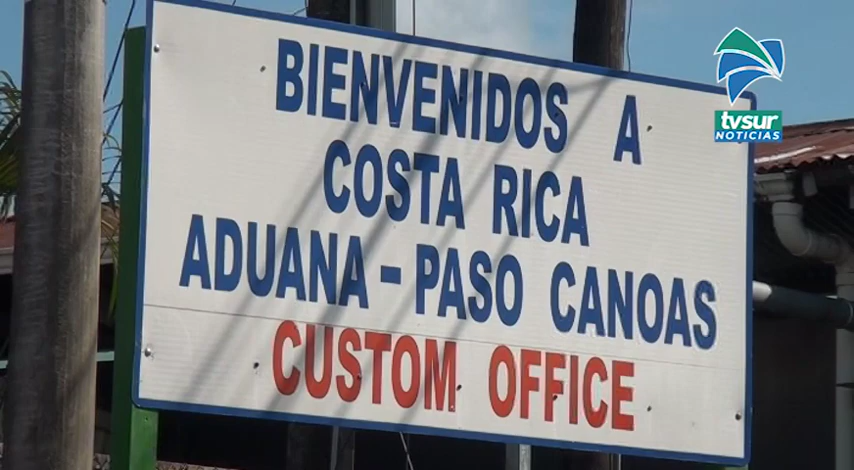 BIENVENIDOS A
COSTA RICA
ADUANA - PASO CANOAS
CUSTOM OFFICE
tvsur
NOTICIAS